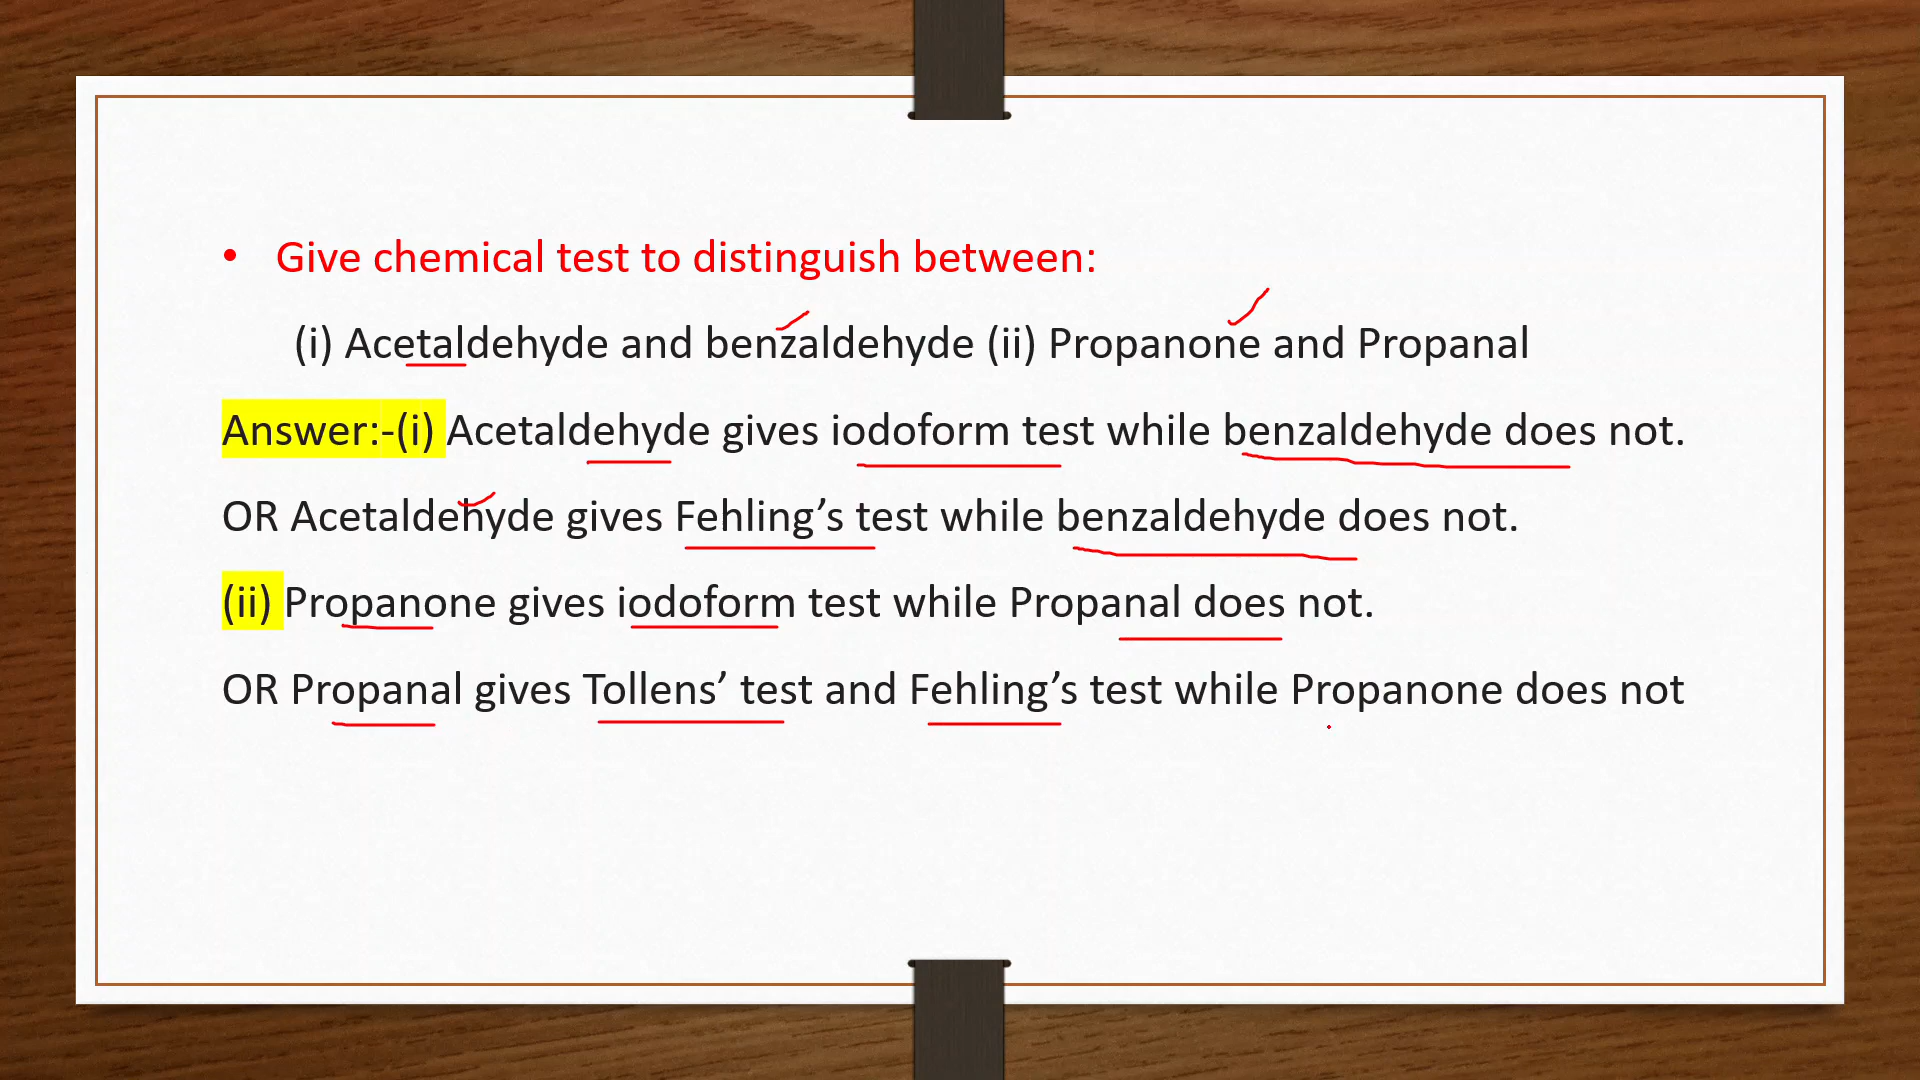 • Give chemical test to distinguish between:
(i) Acetaldehyde and benzaldehyde (ii) Propanone and Propanal
Answer:-(i) Acetaldehyde gives iodoform test while benzaldehyde does not.
OR Acetaldehyde gives Fehling’s test while benzaldehyde does not.
(ii) Propanone gives iodoform test while Propanal does not.
OR Propanal gives Tollens’ test and Fehling’s test while Propanone does not